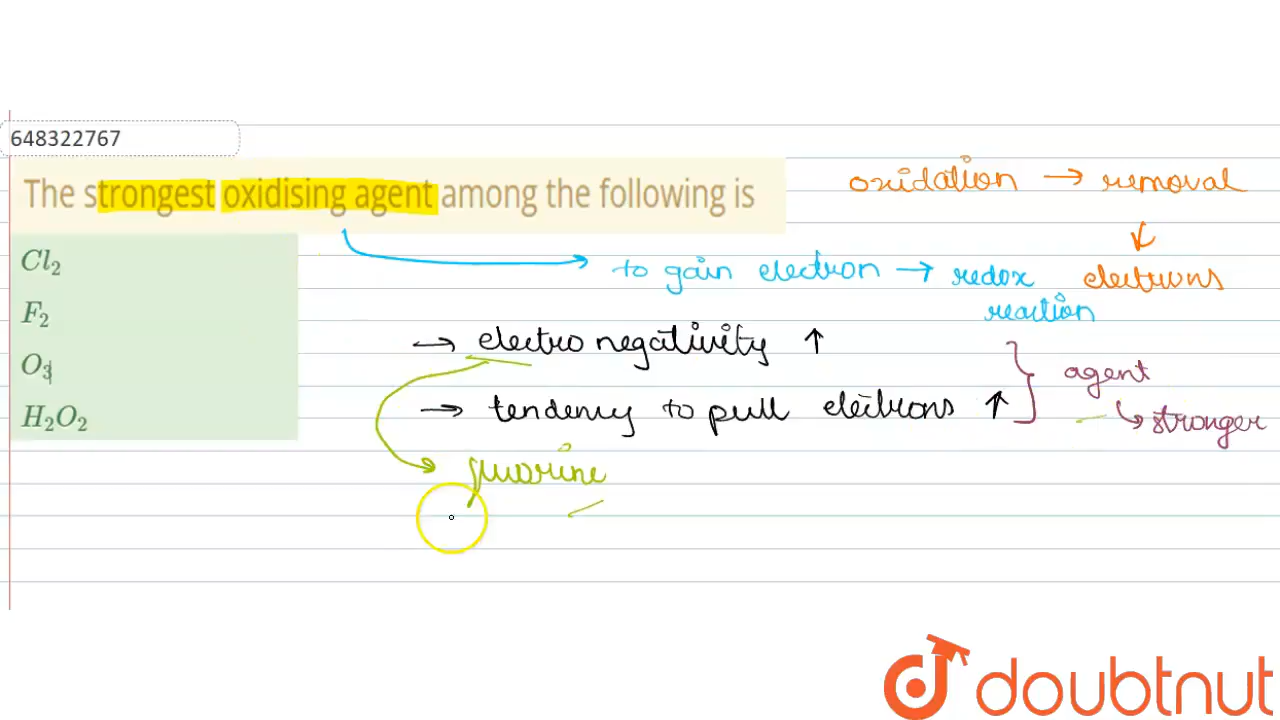 648322767
The strongest oxidising agent among the following is
Cl2
F2
O3
H2O2
oxidation → removal
↓
electrons
to gain electron → redox
reaction
→ electronegativity ↑
→ tendency to pull electrons ↑
agent
↳ stronger
fluorine
doubtnut